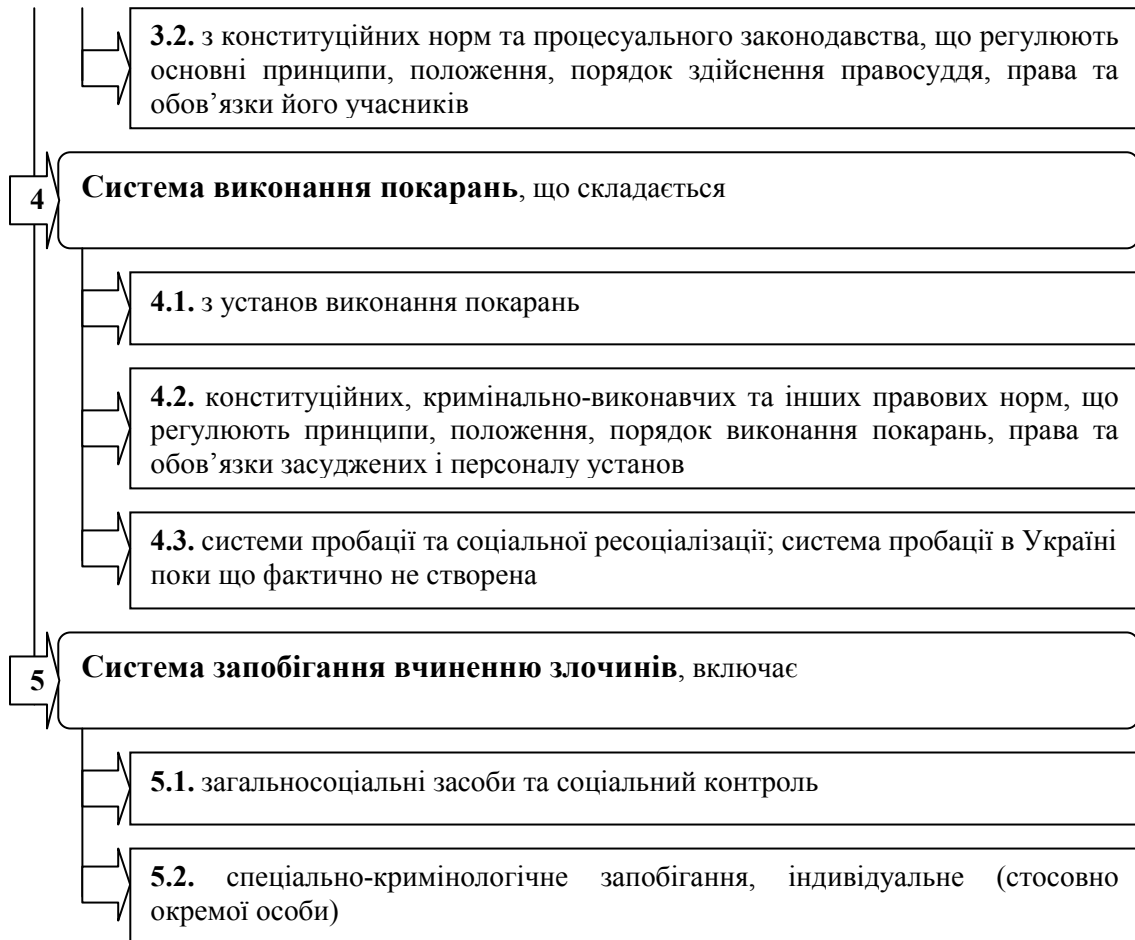 3.2. з конституційних норм та процесуального законодавства, що регулюють
основні принципи, положення, порядок здійснення правосуддя, права та
обов’язки його учасників
4
Система виконання покарань, що складається
4.1. з установ виконання покарань
4.2. конституційних, кримінально-виконавчих та інших правових норм, що
регулюють принципи, положення, порядок виконання покарань, права та
обов’язки засуджених і персоналу установ
4.3. системи пробації та соціальної ресоціалізації; система пробації в Україні
поки що фактично не створена
5
Система запобігання вчиненню злочинів, включає
5.1. загальносоціальні засоби та соціальний контроль
5.2. спеціально-кримінологічне запобігання, індивідуальне (стосовно
окремої особи)